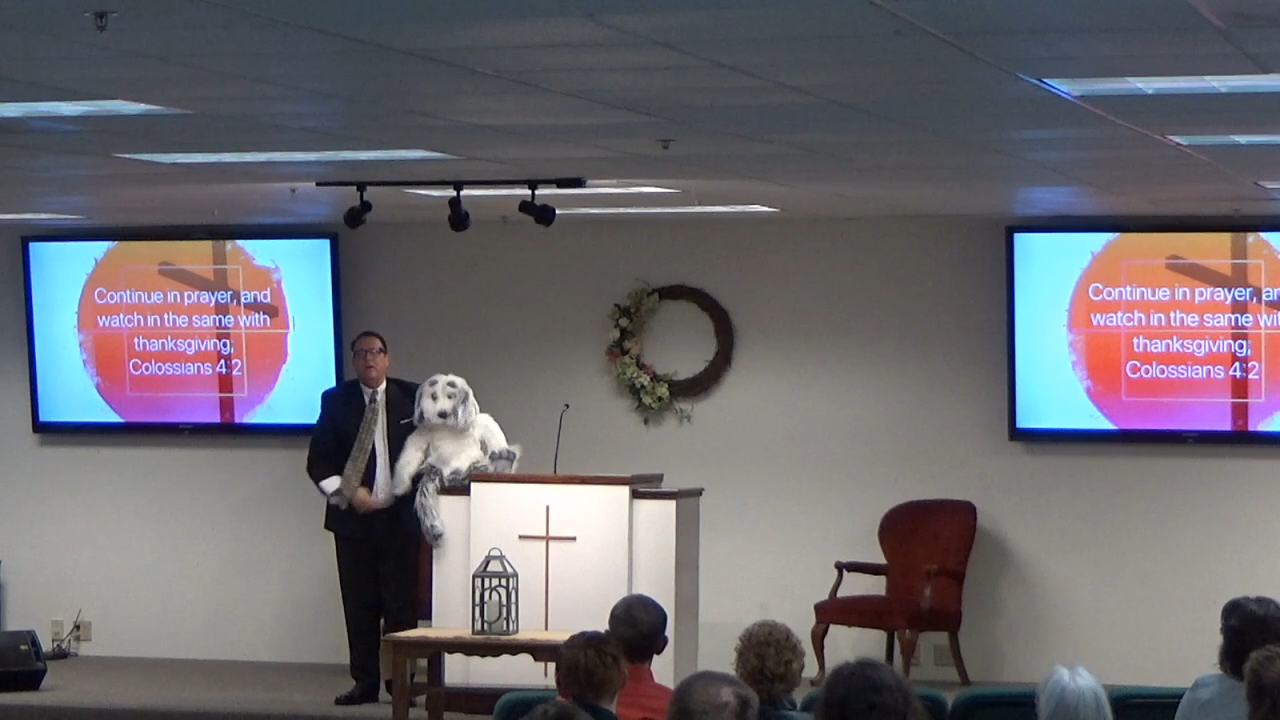 Continue in prayer, and
watch in the same with
thanksgiving;
Colossians 4:2
Continue in prayer, an
watch in the same wit
thanksgiving;
Colossians 4:2